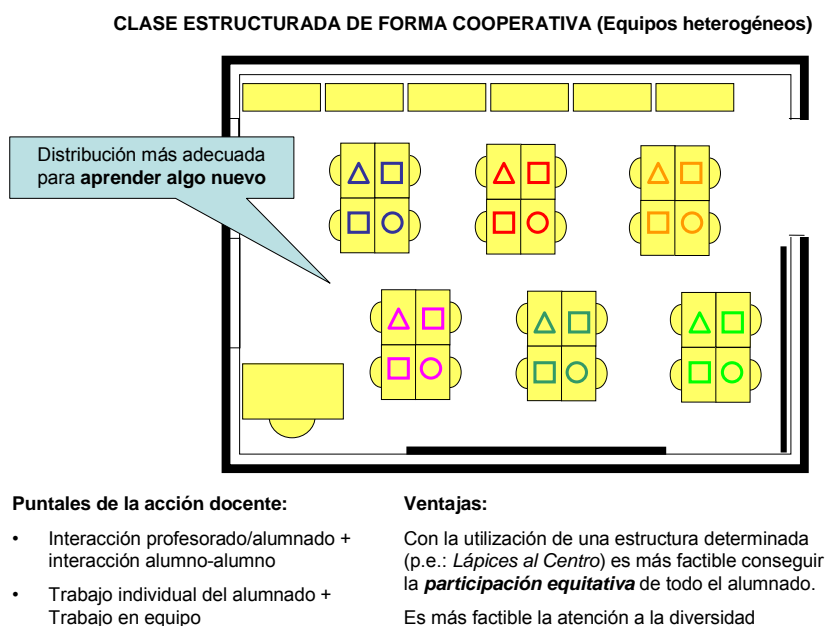 CLASE ESTRUCTURADA DE FORMA COOPERATIVA (Equipos heterogéneos)
Distribución más adecuada
para aprender algo nuevo
Puntales de la acción docente:
• Interacción profesorado/alumnado +
interacción alumno-alumno
• Trabajo individual del alumnado +
Trabajo en equipo
Ventajas:
Con la utilización de una estructura determinada
(p.e.: Lápices al Centro) es más factible conseguir
la participación equitativa de todo el alumnado.
Es más factible la atención a la diversidad